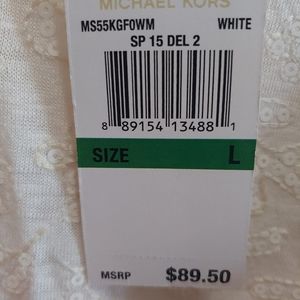 MICHAEL KORS
MS55KGF0WM WHITE
SP 15 DEL 2
8 89154 13488 1
SIZE L
MSRP $89.50